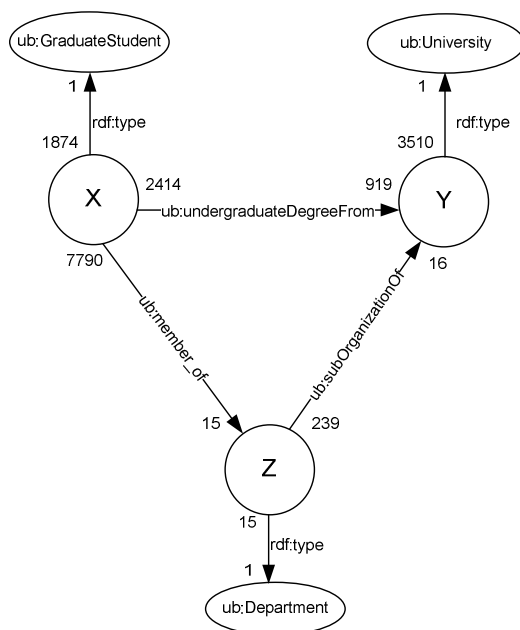 ub:GraduateStudent
ub:University
1
1
rdf:type
rdf:type
1874
3510
X
2414
ub:undergraduateDegreeFrom
919
Y
7790
16
ub:member_of
ub:subOrganizationOf
15
239
Z
15
rdf:type
1
ub:Department